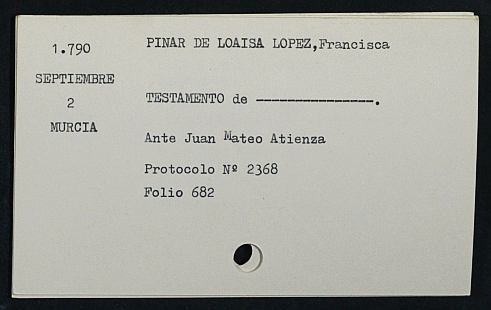 1.790
SEPTIEMBRE
2
MURCIA
PINAR DE LOAISA LOPEZ,Francisca
TESTAMENTO de ---------------.
Ante Juan Mateo Atienza
Protocolo Nº 2368
Folio 682